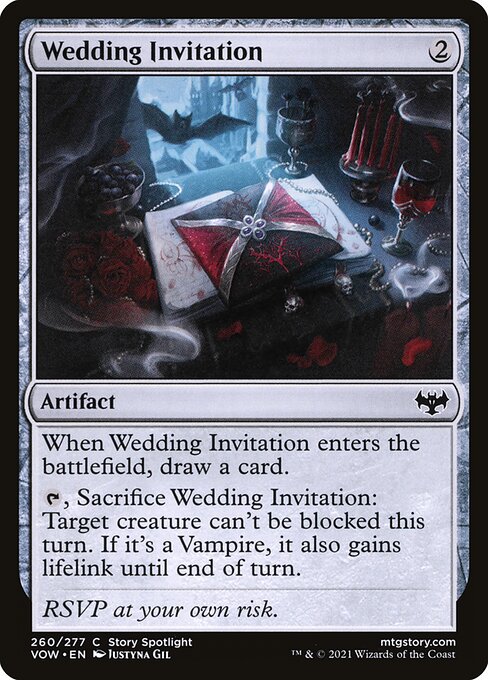 Wedding Invitation 2
Artifact
When Wedding Invitation enters the
battlefield, draw a card.
, Sacrifice Wedding Invitation:
Target creature can't be blocked this
turn. If it's a Vampire, it also gains
lifelink until end of turn.
RSVP at your own risk.
260/277 C Story Spotlight mtgstory.com
VOW • EN Justyna Gil ™ & © 2021 Wizards of the Coast